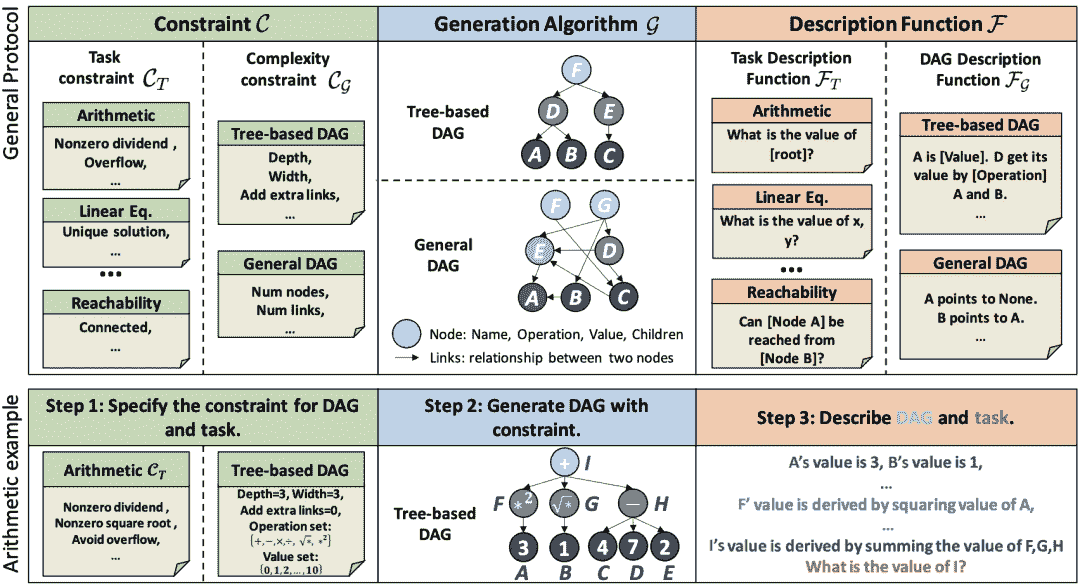 General Protocol
Constraint 𝒞
Task
constraint 𝒞_T
Arithmetic
Nonzero dividend ,
Overflow,
...
Linear Eq.
Unique solution,
...
•••
Reachability
Connected,
...
Complexity
constraint 𝒞_𝒢
Tree-based DAG
Depth,
Width,
Add extra links,
...
General DAG
Num nodes,
Num links,
...
Generation Algorithm 𝒢
Tree-based
DAG
F
D E
A B C
General
DAG
F G
E D
A B C
Node: Name, Operation, Value, Children
Links: relationship between two nodes
Description Function ℱ
Task Description
Function ℱ_T
Arithmetic
What is the value of
[root]?
Linear Eq.
What is the value of x,
y?
•••
Reachability
Can [Node A] be
reached from
[Node B]?
DAG Description
Function ℱ_𝒢
Tree-based DAG
A is [Value]. D get its
value by [Operation]
A and B.
...
General DAG
A points to None.
B points to A.
...
Arithmetic example
Step 1: Specify the constraint for DAG
and task.
Arithmetic 𝒞_T
Nonzero dividend,
Nonzero square root,
Avoid overflow,
...
Tree-based DAG
Depth=3, Width=3,
Add extra links=0,
Operation set:
{+,−,×,÷, √*, *²}
Value set:
{0,1,2,...,10}
Step 2: Generate DAG with
constraint.
Tree-based
DAG
+ I
F *² √* G − H
3 1 4 7 2
A B C D E
Step 3: Describe DAG and task.
A's value is 3, B's value is 1,
...
F' value is derived by squaring value of A,
...
I's value is derived by summing the value of F,G,H
What is the value of I?